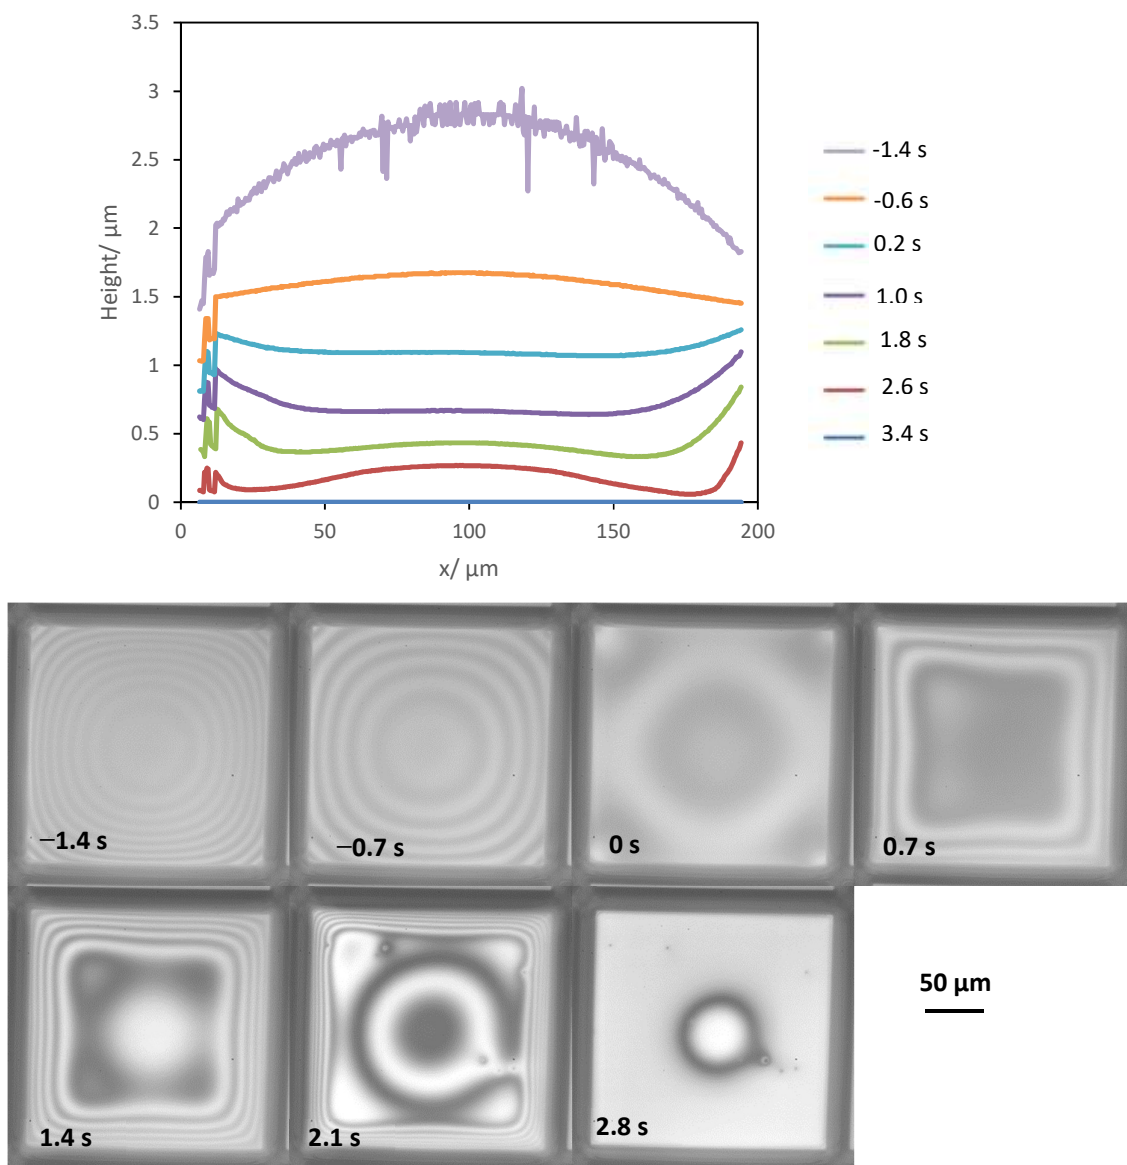 3.5
3
2.5
2
1.5
1
0.5
0
Height/ µm
0 50 100 150 200
x/ µm
-1.4 s
-0.6 s
0.2 s
1.0 s
1.8 s
2.6 s
3.4 s
−1.4 s
−0.7 s
0 s
0.7 s
1.4 s
2.1 s
2.8 s
50 µm